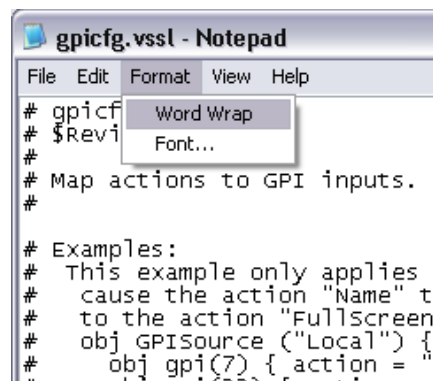 gpicfg.vssl - Notepad
File Edit Format View Help
Word Wrap
Font...
# gpicf
# $Revi
#
# Map actions to GPI inputs.
#
# Examples:
# This example only applies
# cause the action "Name" t
# to the action "FullScreen
# obj GPISource ("Local") {
# obj gpi(7) { action = "